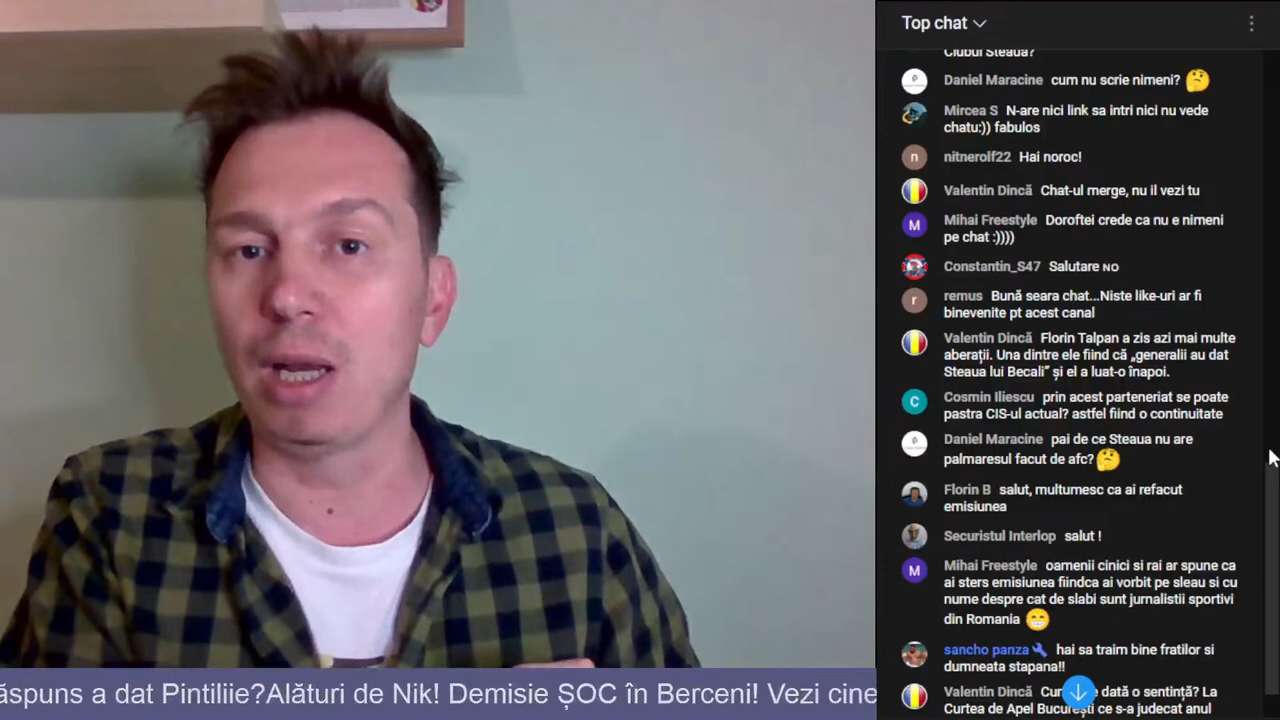 Top chat
Clubul Steaua?
Daniel Maracine cum nu scrie nimeni? 🤔
Mircea S N-are nici link sa intri nici nu vede
chatu:)) fabulos
n
nitnerolf22 Hai noroc!
Valentin Dincă Chat-ul merge, nu il vezi tu
M
Mihai Freestyle Doroftei crede ca nu e nimeni
pe chat :))))
Constantin_S47 Salutare ɴᴏ
r
remus Bună seara chat...Niste like-uri ar fi
binevenite pt acest canal
Valentin Dincă Florin Talpan a zis azi mai multe
aberații. Una dintre ele fiind că „generalii au dat
Steaua lui Becali” și el a luat-o înapoi.
C
Cosmin Iliescu prin acest parteneriat se poate
pastra CIS-ul actual? astfel fiind o continuitate
Daniel Maracine pai de ce Steaua nu are
palmaresul facut de afc? 🤔
Florin B salut, multumesc ca ai refacut
emisiunea
Securistul Interlop salut !
M
Mihai Freestyle oamenii cinici si rai ar spune ca
ai sters emisiunea fiindca ai vorbit pe sleau si cu
nume despre cat de slabi sunt jurnalistii sportivi
din Romania 😁
sancho panza hai sa traim bine fratilor si
dumneata stapana!!
Valentin Dincă dată o sentință? La
Curtea de Apel București ce s-a judecat anul
ăspuns a dat Pintiliie?Alături de Nik! Demisie ȘOC în Berceni! Vezi cine